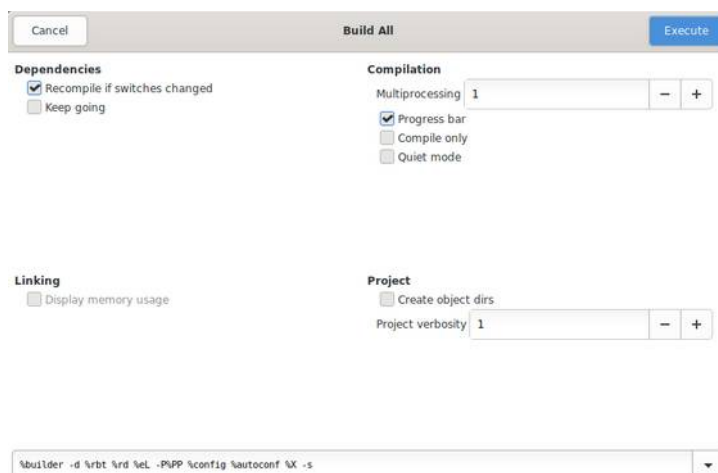 Cancel Build All Execute
Dependencies
Recompile if switches changed
Keep going
Compilation
Multiprocessing 1 − +
Progress bar
Compile only
Quiet mode
Linking
Display memory usage
Project
Create object dirs
Project verbosity 1 − +
%builder -d %rbt %rd %eL -P%PP %config %autoconf %X -s